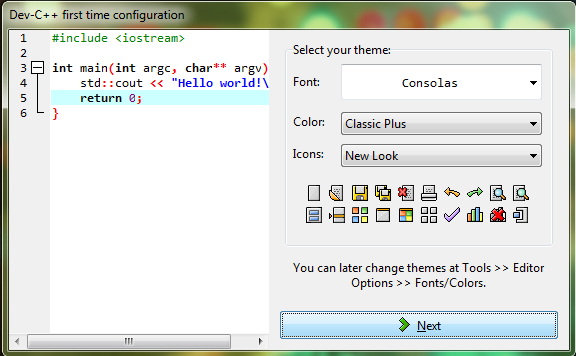 Dev-C++ first time configuration
1 #include <iostream>
2
3 int main(int argc, char** argv)
4 std::cout << "Hello world!\
5 return 0;
6 }
Select your theme:
Font: Consolas
Color: Classic Plus
Icons: New Look
You can later change themes at Tools >> Editor
Options >> Fonts/Colors.
Next